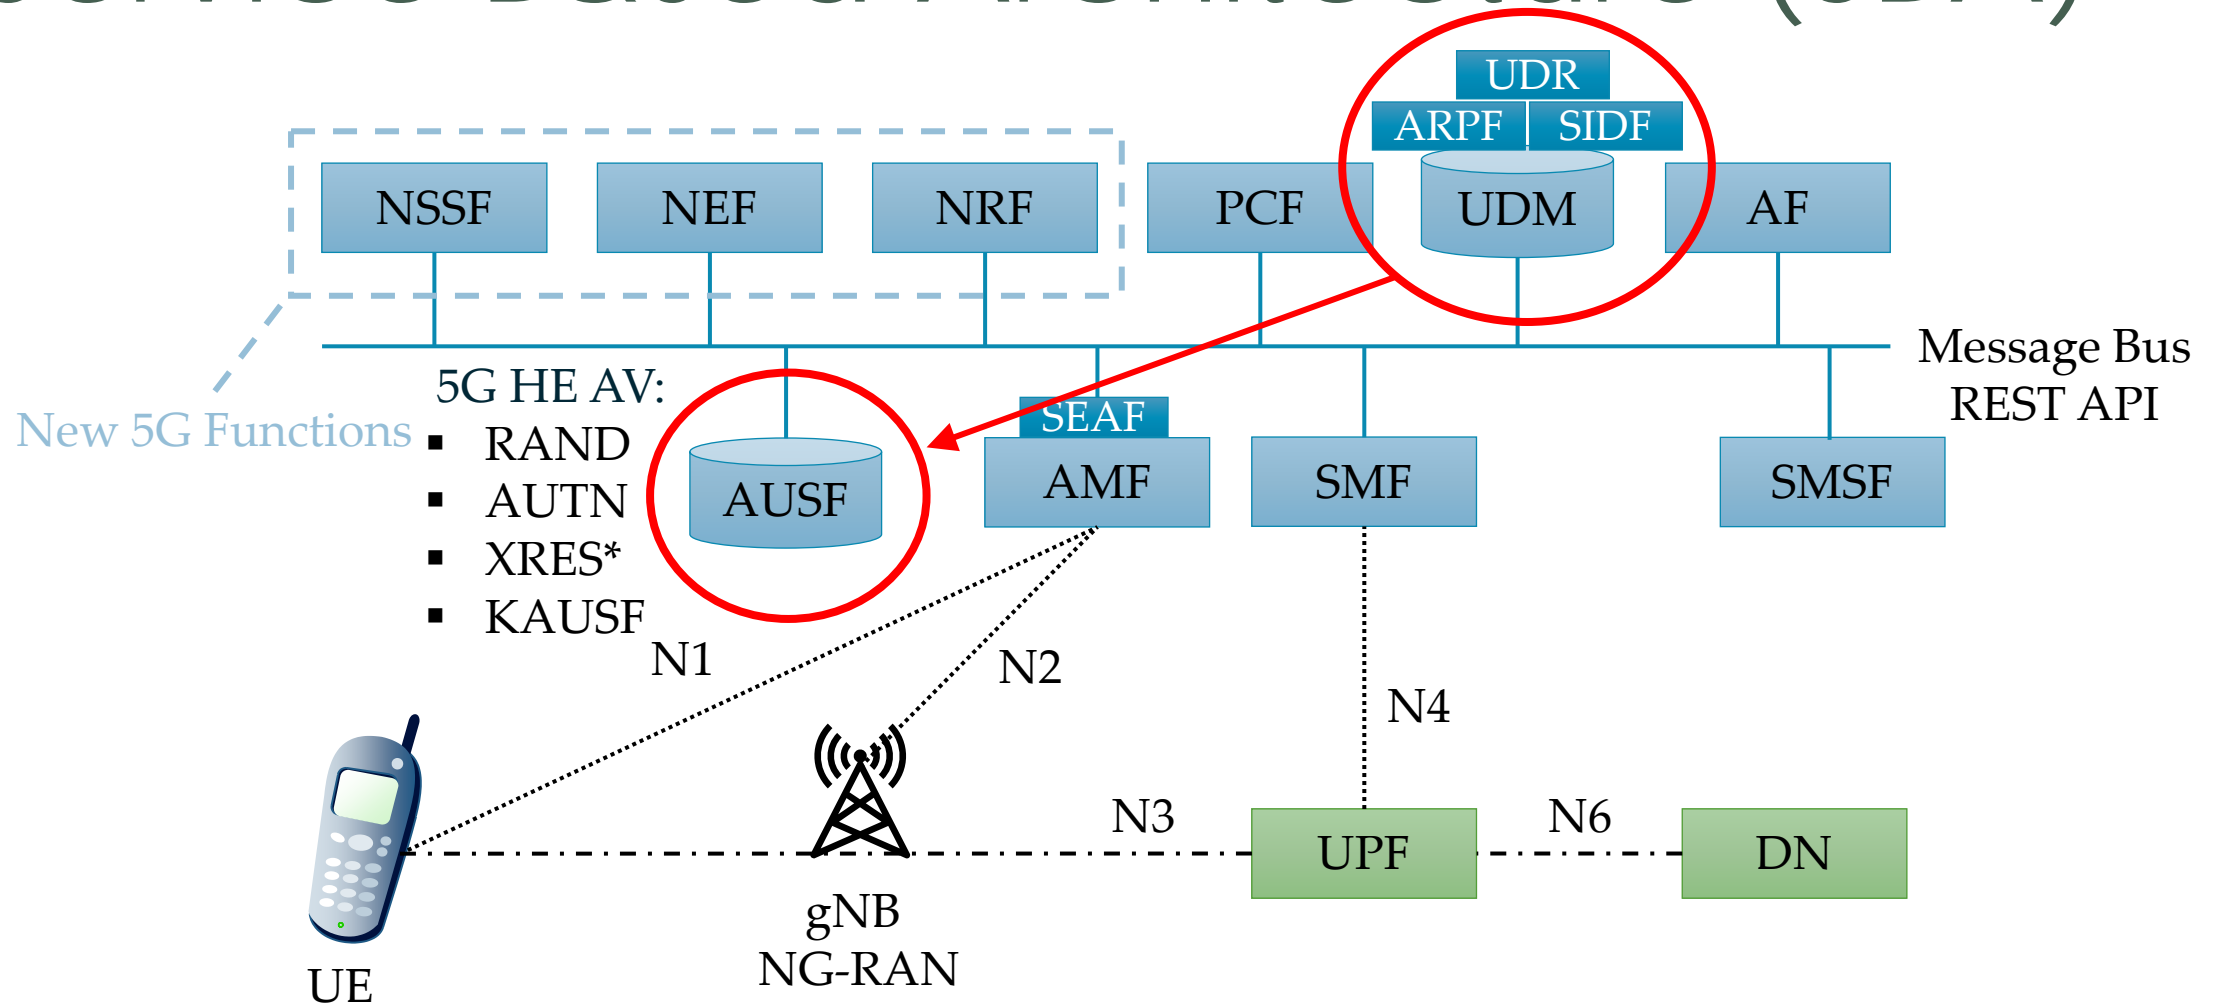 UDR
ARPF SIDF
NSSF NEF NRF PCF UDM AF
Message Bus
REST API
New 5G Functions
5G HE AV:
▪ RAND
▪ AUTN
▪ XRES*
▪ KAUSF
AUSF
SEAF
AMF
SMF
SMSF
N1
N2
N4
N3
N6
UPF
DN
gNB
NG-RAN
UE